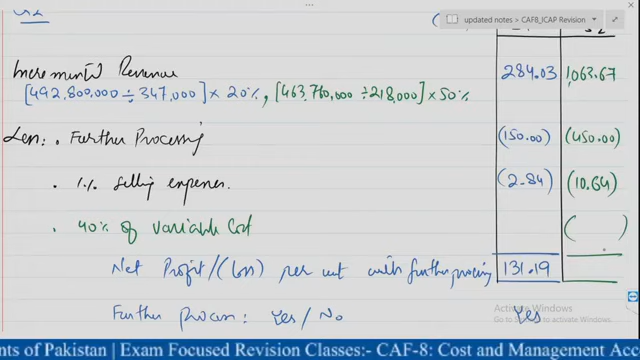 updated notes > CAF8_ICAP Revision
Incremental Revenue 284.03 1,063.67
[492,800,000 ÷ 347,000] × 20%, [463,760,000 ÷ 218,000] × 50%
Less: • Further Processing (150.00) (450.00)
• 1% Selling expenses. (2.84) (10.64)
• 40% of Variable Cost ( )
Net Profit/(Loss) per unit with further processing 131.19
Further process: Yes / No Yes
Activate Windows
Go to Settings to activate Windows.
nts of Pakistan | Exam Focused Revision Classes:- CAF-8: Cost and Management Acc